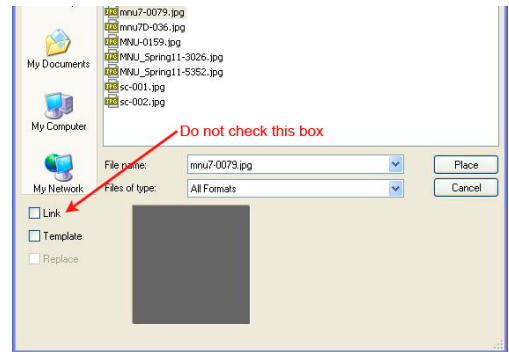 mnu7-0079.jpg
mnu7D-036.jpg
MNU-0159.jpg
MNU_Spring11-3026.jpg
MNU_Spring11-5352.jpg
sc-001.jpg
sc-002.jpg
My Documents
My Computer
My Network
Do not check this box
File name: mnu7-0079.jpg Place
Files of type: All Formats Cancel
Link
Template
Replace